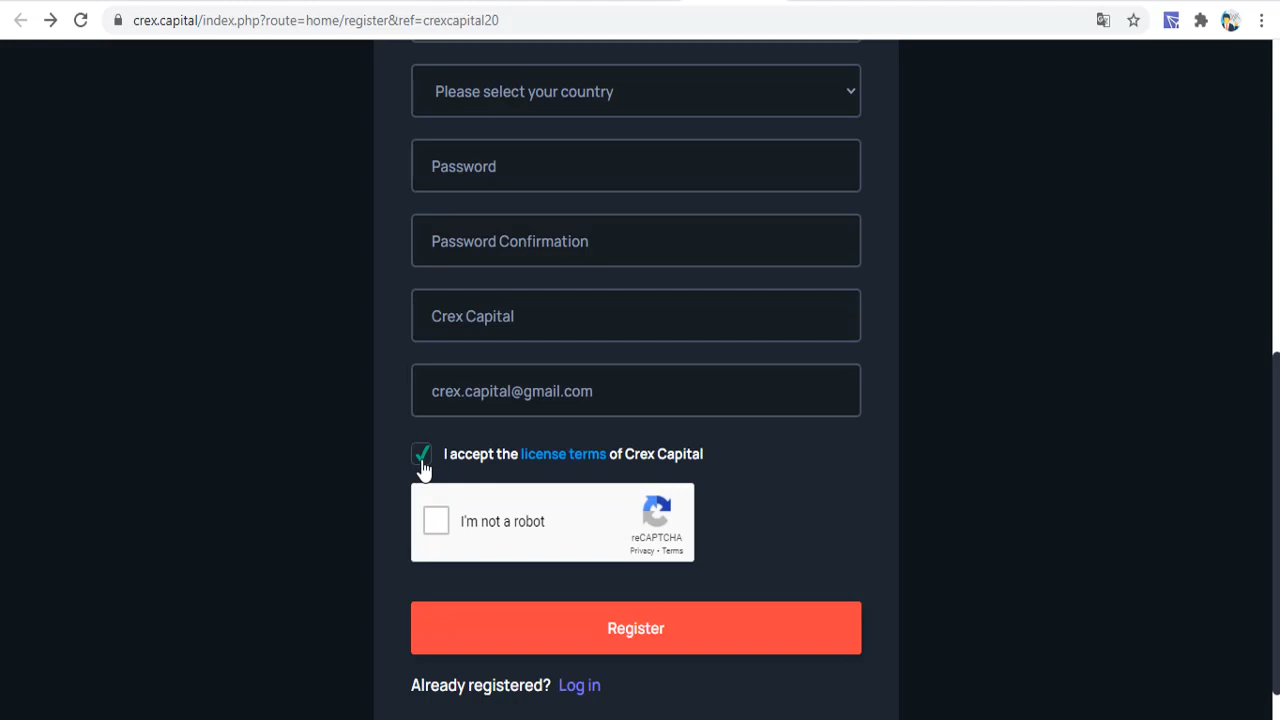 crex.capital/index.php?route=home/register&ref=crexcapital20
Please select your country
Password
Password Confirmation
Crex Capital
crex.capital@gmail.com
I accept the license terms of Crex Capital
I'm not a robot
reCAPTCHA
Privacy - Terms
Register
Already registered? Log in